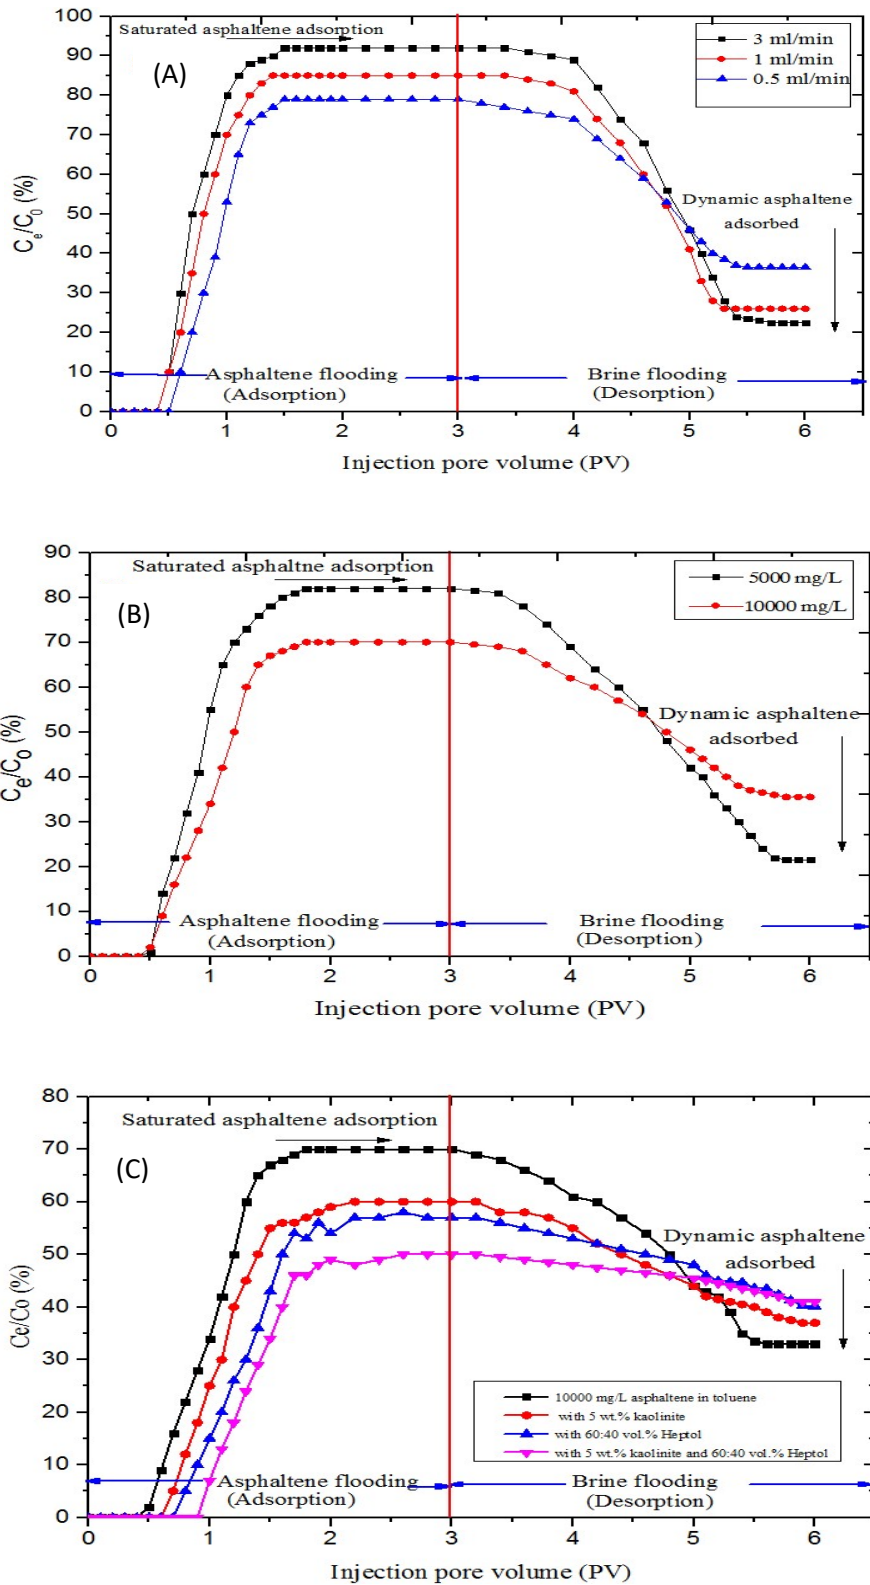 100
90
80
70
60
50
40
30
20
10
0
Cₑ/C₀ (%)
Saturated asphaltene adsorption
(A)
3 ml/min
1 ml/min
0.5 ml/min
Dynamic asphaltene
adsorbed
Asphaltene flooding
(Adsorption)
Brine flooding
(Desorption)
0 1 2 3 4 5 6
Injection pore volume (PV)
90
80
70
60
50
40
30
20
10
0
Cₑ/C₀ (%)
Saturated asphaltne adsorption
(B)
5000 mg/L
10000 mg/L
Dynamic asphaltene
adsorbed
Asphaltene flooding
(Adsorption)
Brine flooding
(Desorption)
0 1 2 3 4 5 6
Injection pore volume (PV)
80
70
60
50
40
30
20
10
0
Ce/Co (%)
Saturated asphaltene adsorption
(C)
Dynamic asphaltene
adsorbed
10000 mg/L asphaltene in toluene
with 5 wt.% kaolinite
with 60:40 vol.% Heptol
with 5 wt.% kaolinite and 60:40 vol.% Heptol
Asphaltene flooding
(Adsorption)
Brine flooding
(Desorption)
0 1 2 3 4 5 6
Injection pore volume (PV)